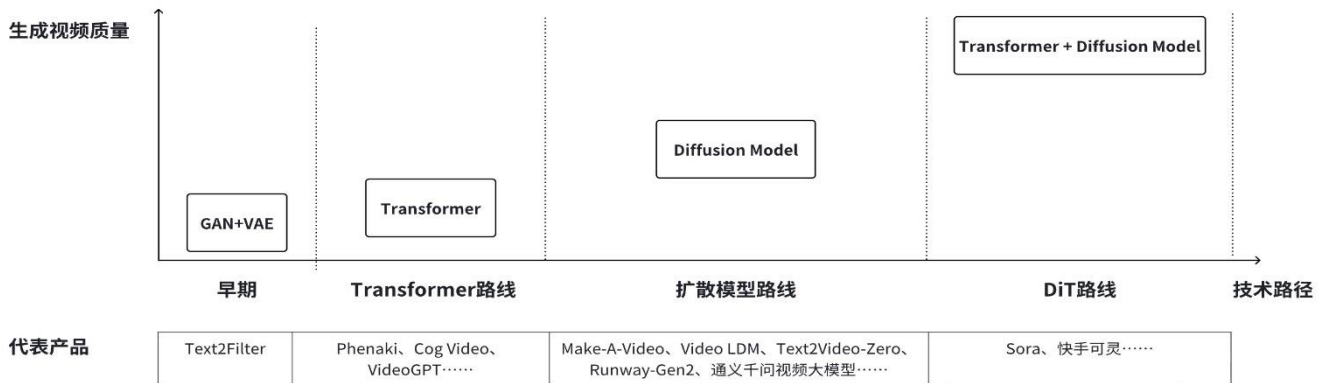 生成视频质量
Transformer + Diffusion Model
Diffusion Model
Transformer
GAN+VAE
早期
Transformer路线
扩散模型路线
DiT路线
技术路径
代表产品
Text2Filter
Phenaki、Cog Video、
VideoGPT……
Make-A-Video、Video LDM、Text2Video-Zero、
Runway-Gen2、通义千问视频大模型……
Sora、快手可灵……